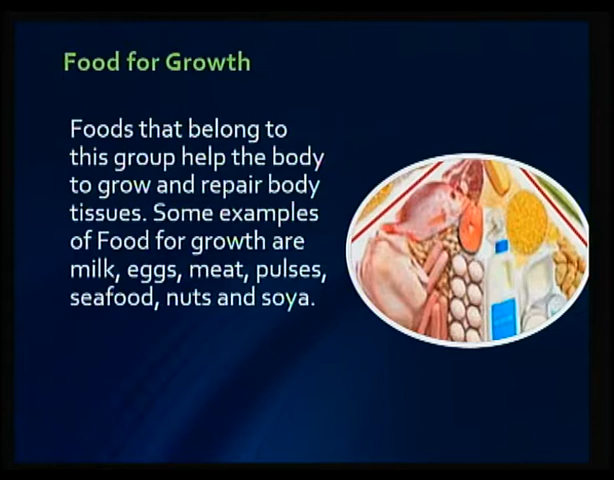 Food for Growth
Foods that belong to
this group help the body
to grow and repair body
tissues. Some examples
of Food for growth are
milk, eggs, meat, pulses,
seafood, nuts and soya.